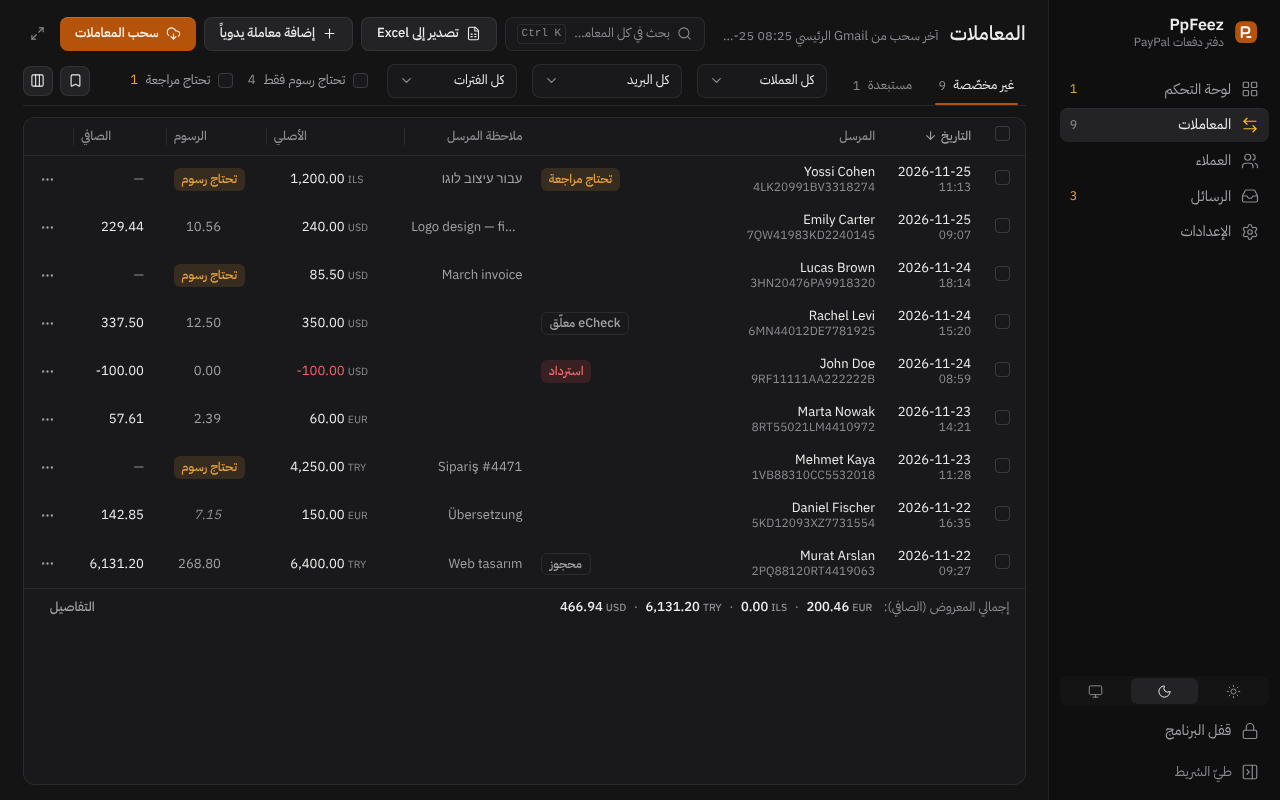 PpFeez
دفتر دفعات PayPal
لوحة التحكم 1
المعاملات 9
العملاء
الرسائل 3
الإعدادات
قفل البرنامج
طيّ الشريط
المعاملات آخر سحب من Gmail الرئيسي 08:25 25-...
بحث في كل المعامـ... Ctrl K
تصدير إلى Excel
إضافة معاملة يدوياً
سحب المعاملات
غير مخصّصة 9
مستبعدة 1
كل العملات
كل البريد
كل الفترات
تحتاج رسوم فقط 4
تحتاج مراجعة 1
التاريخ ↓ المرسل ملاحظة المرسل الأصلي الرسوم الصافي
2026-11-25 Yossi Cohen تحتاج مراجعة עבור עיצוב לוגו 1,200.00 ILS تحتاج رسوم —
11:13 4LK20991BV3318274
2026-11-25 Emily Carter Logo design — fi... 240.00 USD 10.56 229.44
09:07 7QW41983KD2240145
2026-11-24 Lucas Brown March invoice 85.50 USD تحتاج رسوم —
18:14 3HN20476PA9918320
2026-11-24 Rachel Levi eCheck معلّق 350.00 USD 12.50 337.50
15:20 6MN44012DE7781925
2026-11-24 John Doe استرداد -100.00 USD 0.00 -100.00
08:59 9RF11111AA222222B
2026-11-23 Marta Nowak 60.00 EUR 2.39 57.61
14:21 8RT55021LM4410972
2026-11-23 Mehmet Kaya Sipariş #4471 4,250.00 TRY تحتاج رسوم —
11:28 1VB88310CC5532018
2026-11-22 Daniel Fischer Übersetzung 150.00 EUR 7.15 142.85
16:35 5KD12093XZ7731554
2026-11-22 Murat Arslan محجوز Web tasarım 6,400.00 TRY 268.80 6,131.20
09:27 2PQ88120RT4419063
إجمالي المعروض (الصافي): 200.46 EUR · 0.00 ILS · 6,131.20 TRY · 466.94 USD التفاصيل